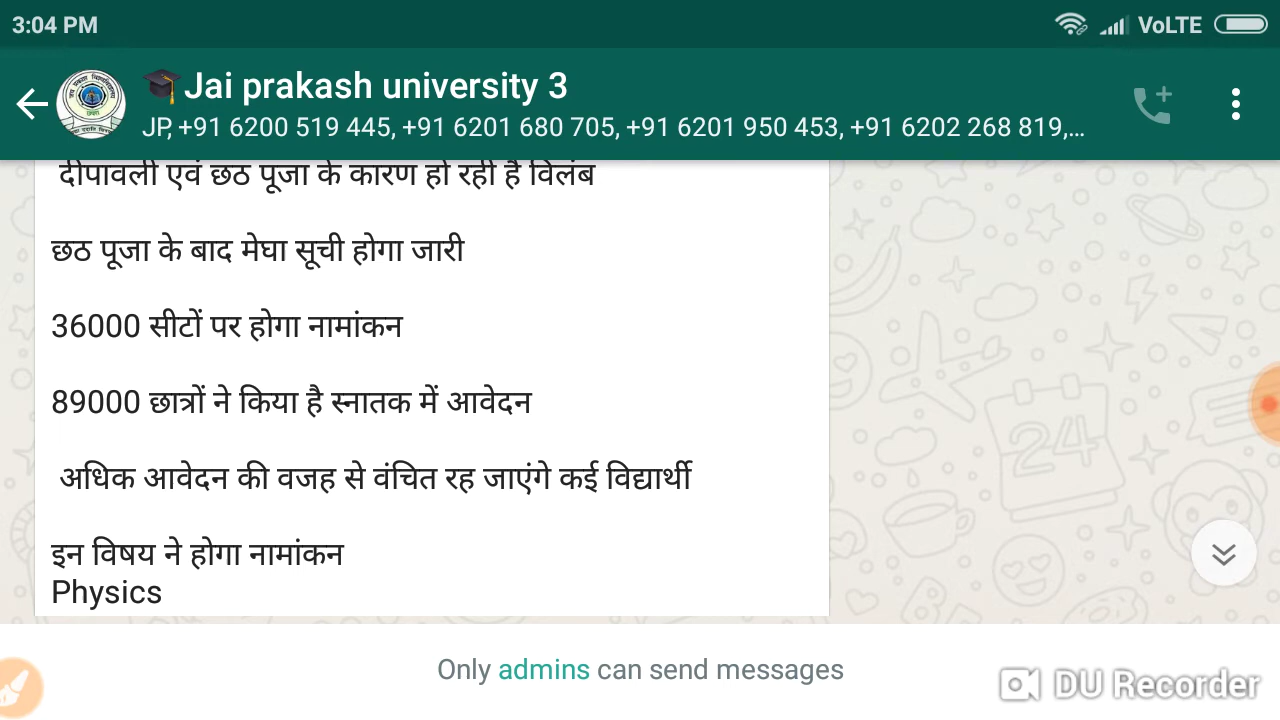 3:04 PM
VoLTE
🎓Jai prakash university 3
JP, +91 6200 519 445, +91 6201 680 705, +91 6201 950 453, +91 6202 268 819,...
दीपावली एवं छठ पूजा के कारण हो रही है विलंब
छठ पूजा के बाद मेघा सूची होगा जारी
36000 सीटों पर होगा नामांकन
89000 छात्रों ने किया है स्नातक में आवेदन
अधिक आवेदन की वजह से वंचित रह जाएंगे कई विद्यार्थी
इन विषय ने होगा नामांकन
Physics
Only admins can send messages
DU Recorder